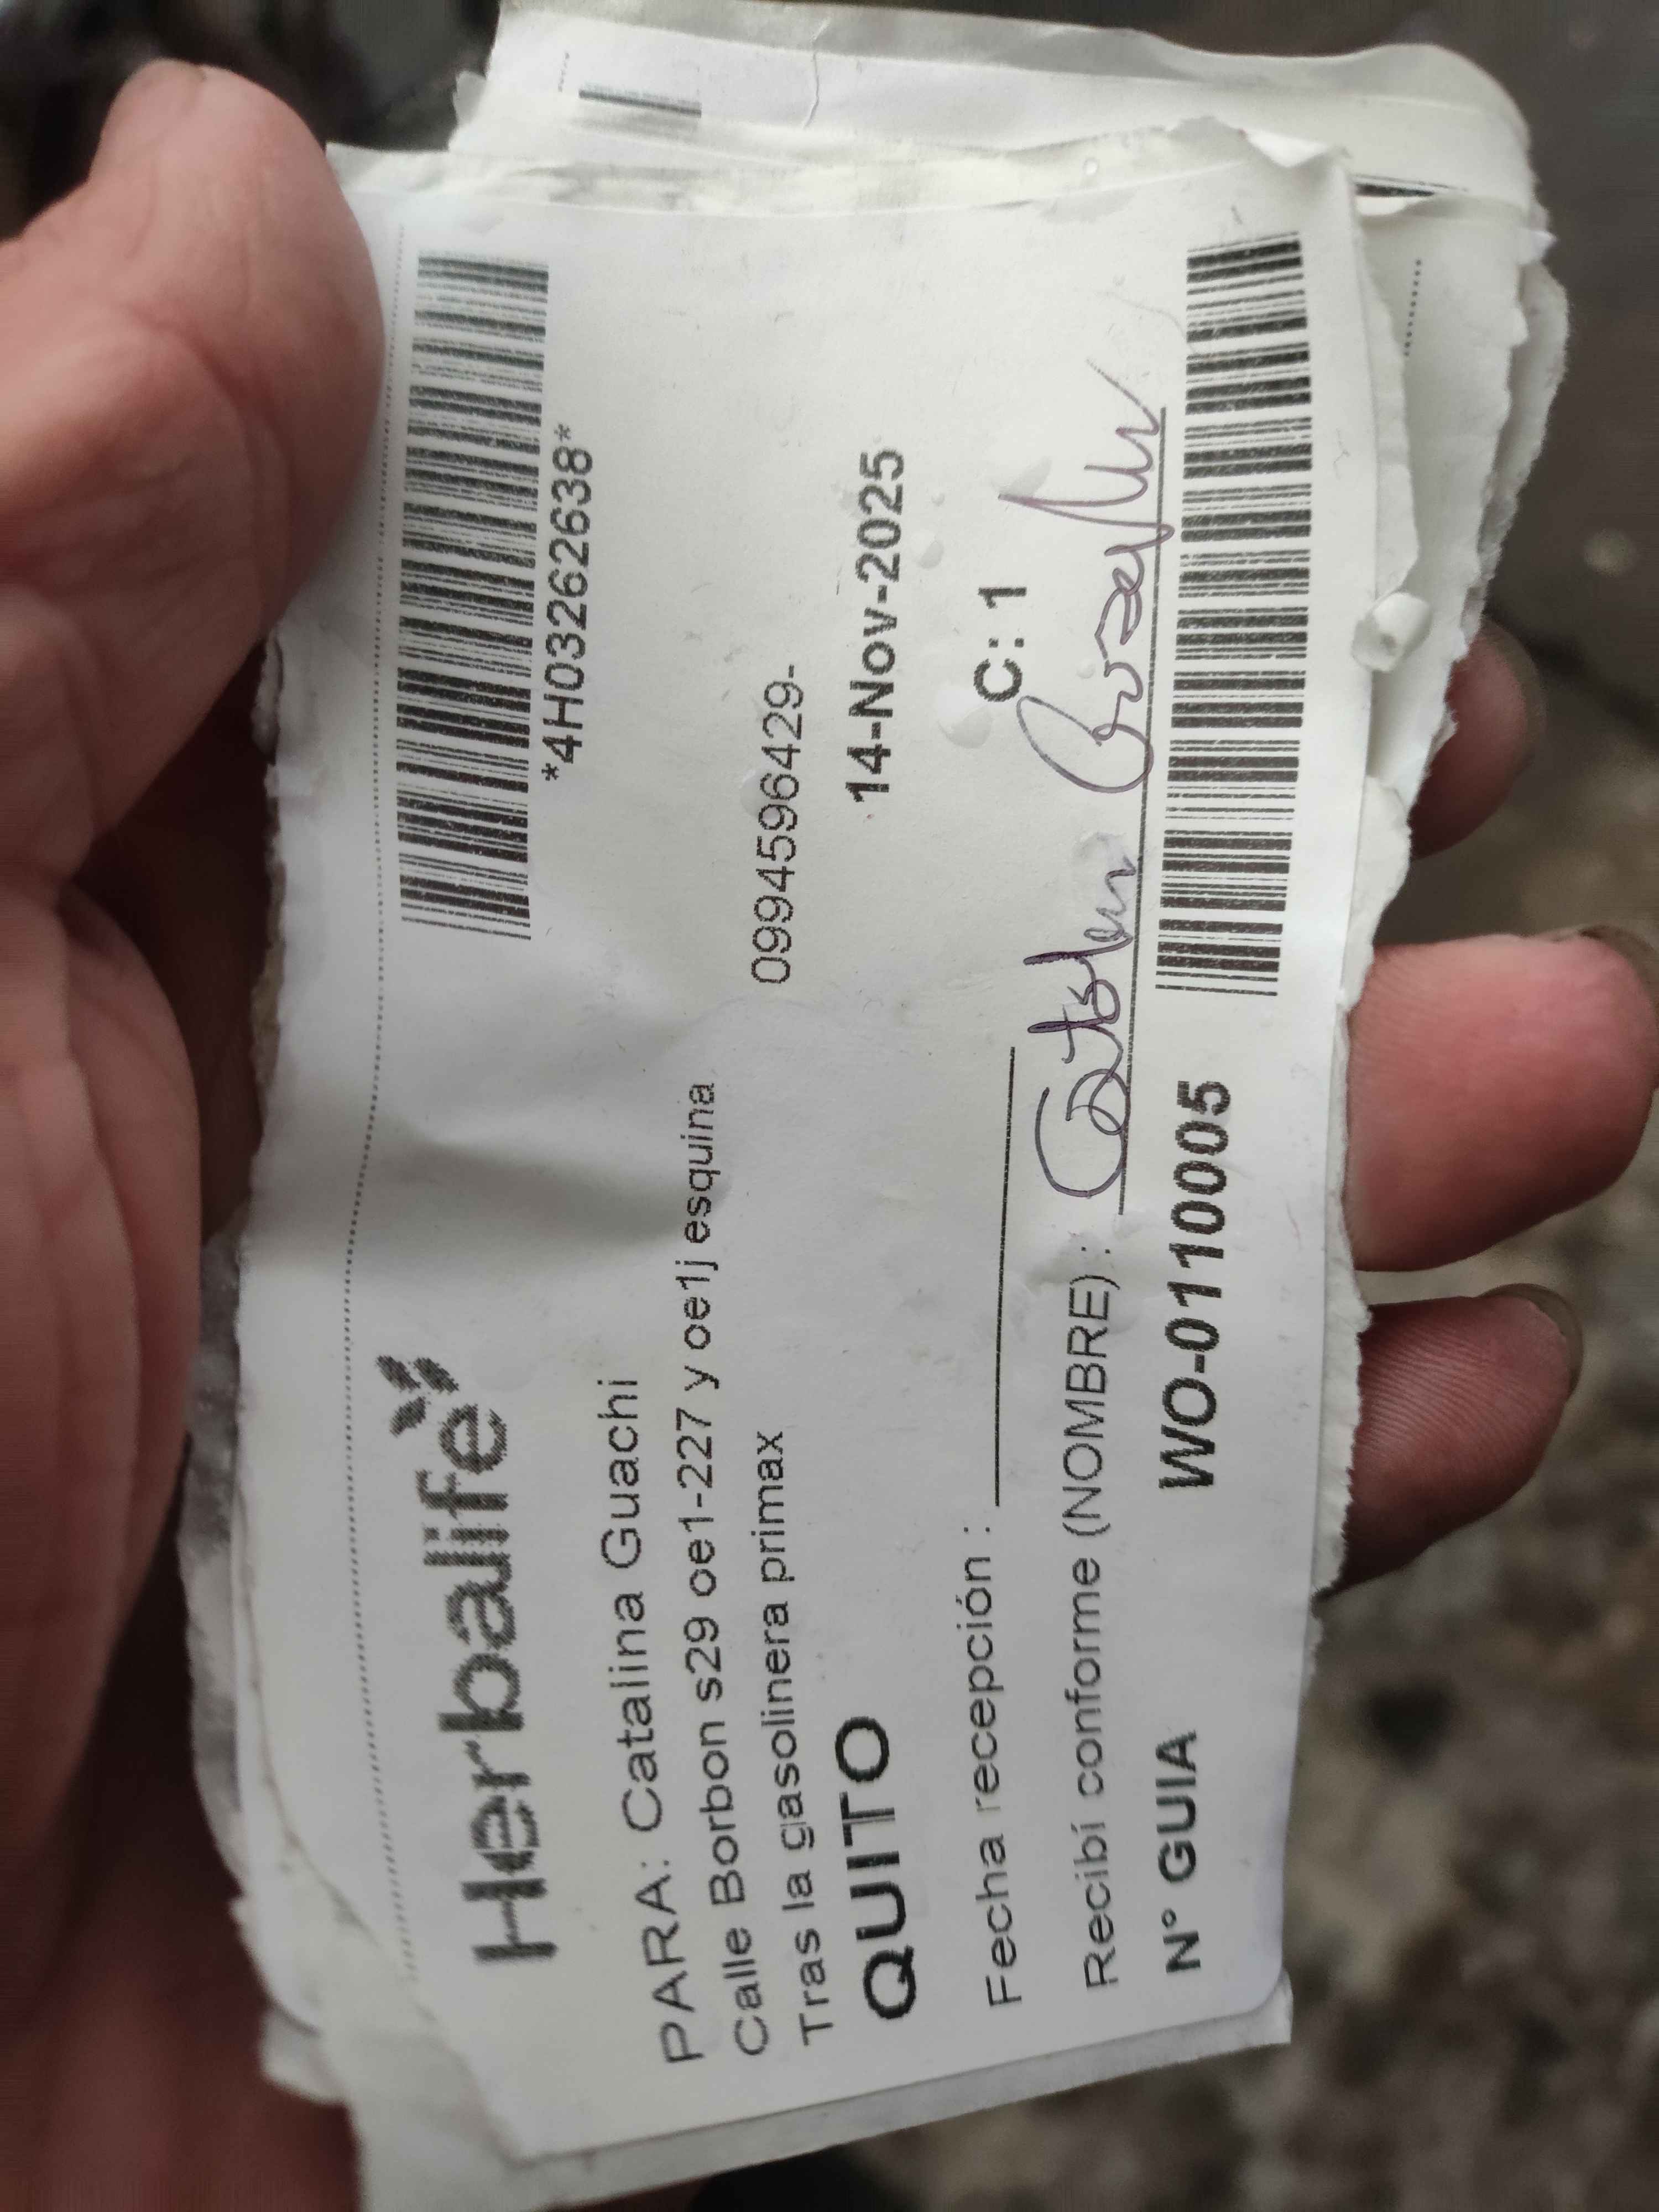 Herbalife
*4H03262638*
PARA: Catalina Guachi
Calle Borbon s29 oe1-227 y oe1j esquina
Tras la gasolinera primax
0994596429-
QUITO
14-Nov-2025
Fecha recepción :
C: 1
Recibí conforme (NOMBRE) :
N° GUIA WO-0110005